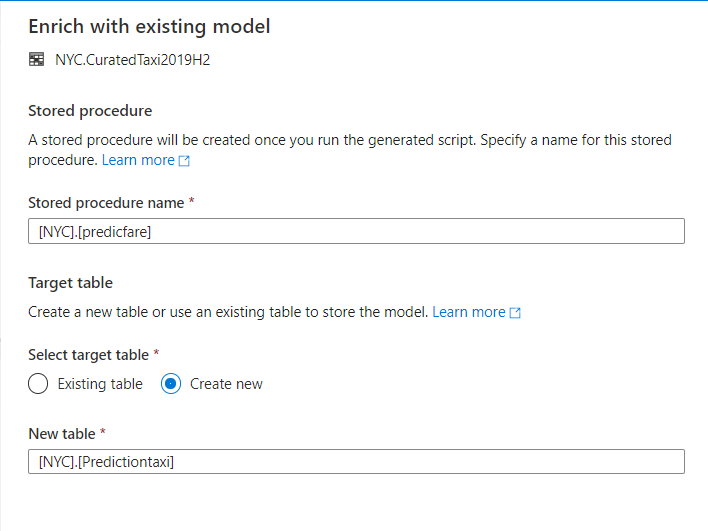 Enrich with existing model
NYC.CuratedTaxi2019H2
Stored procedure
A stored procedure will be created once you run the generated script. Specify a name for this stored
procedure. Learn more
Stored procedure name *
[NYC].[predicfare]
Target table
Create a new table or use an existing table to store the model. Learn more
Select target table *
Existing table Create new
New table *
[NYC].[Predictiontaxi]